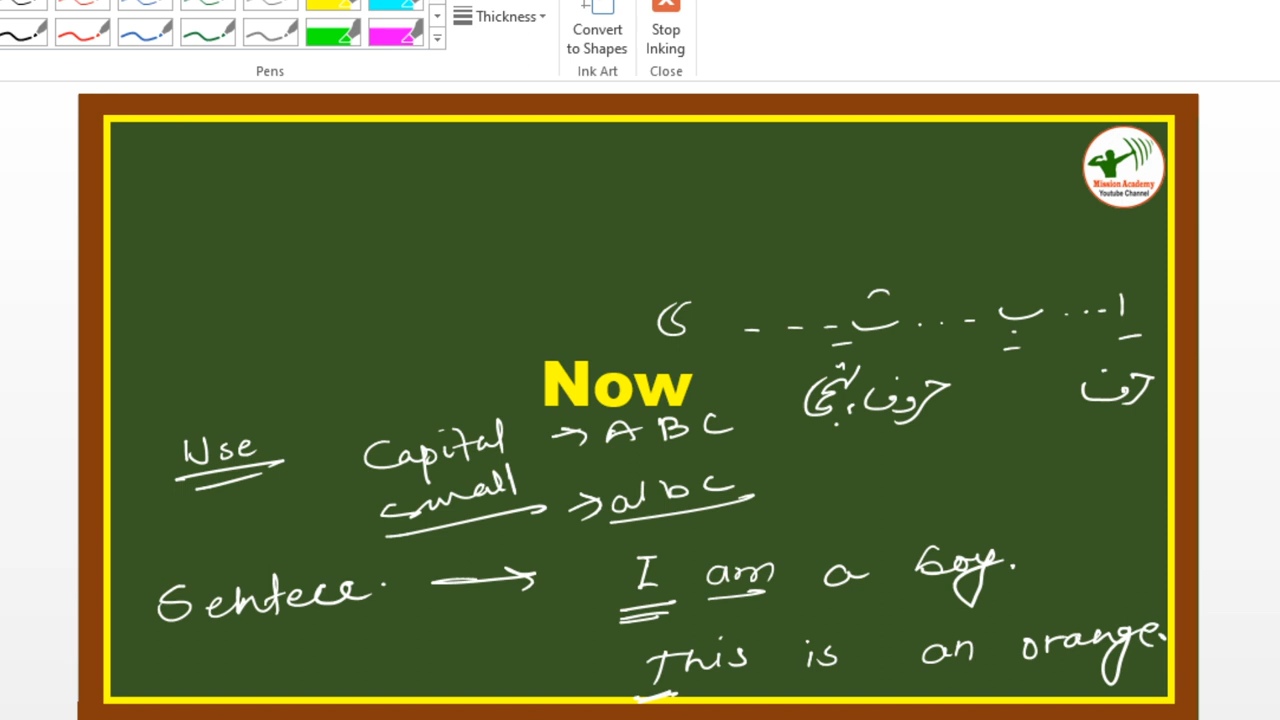 Thickness
Convert to Shapes
Stop Inking
Pens
Ink Art
Close
Mission Academy
Youtube Channel
ا ... ب ... ت --- ی
حرف
حروف تہجی
Now
Use
Capital → A B C
small → a b c
Sentece. → I am a boy.
This is an orange.